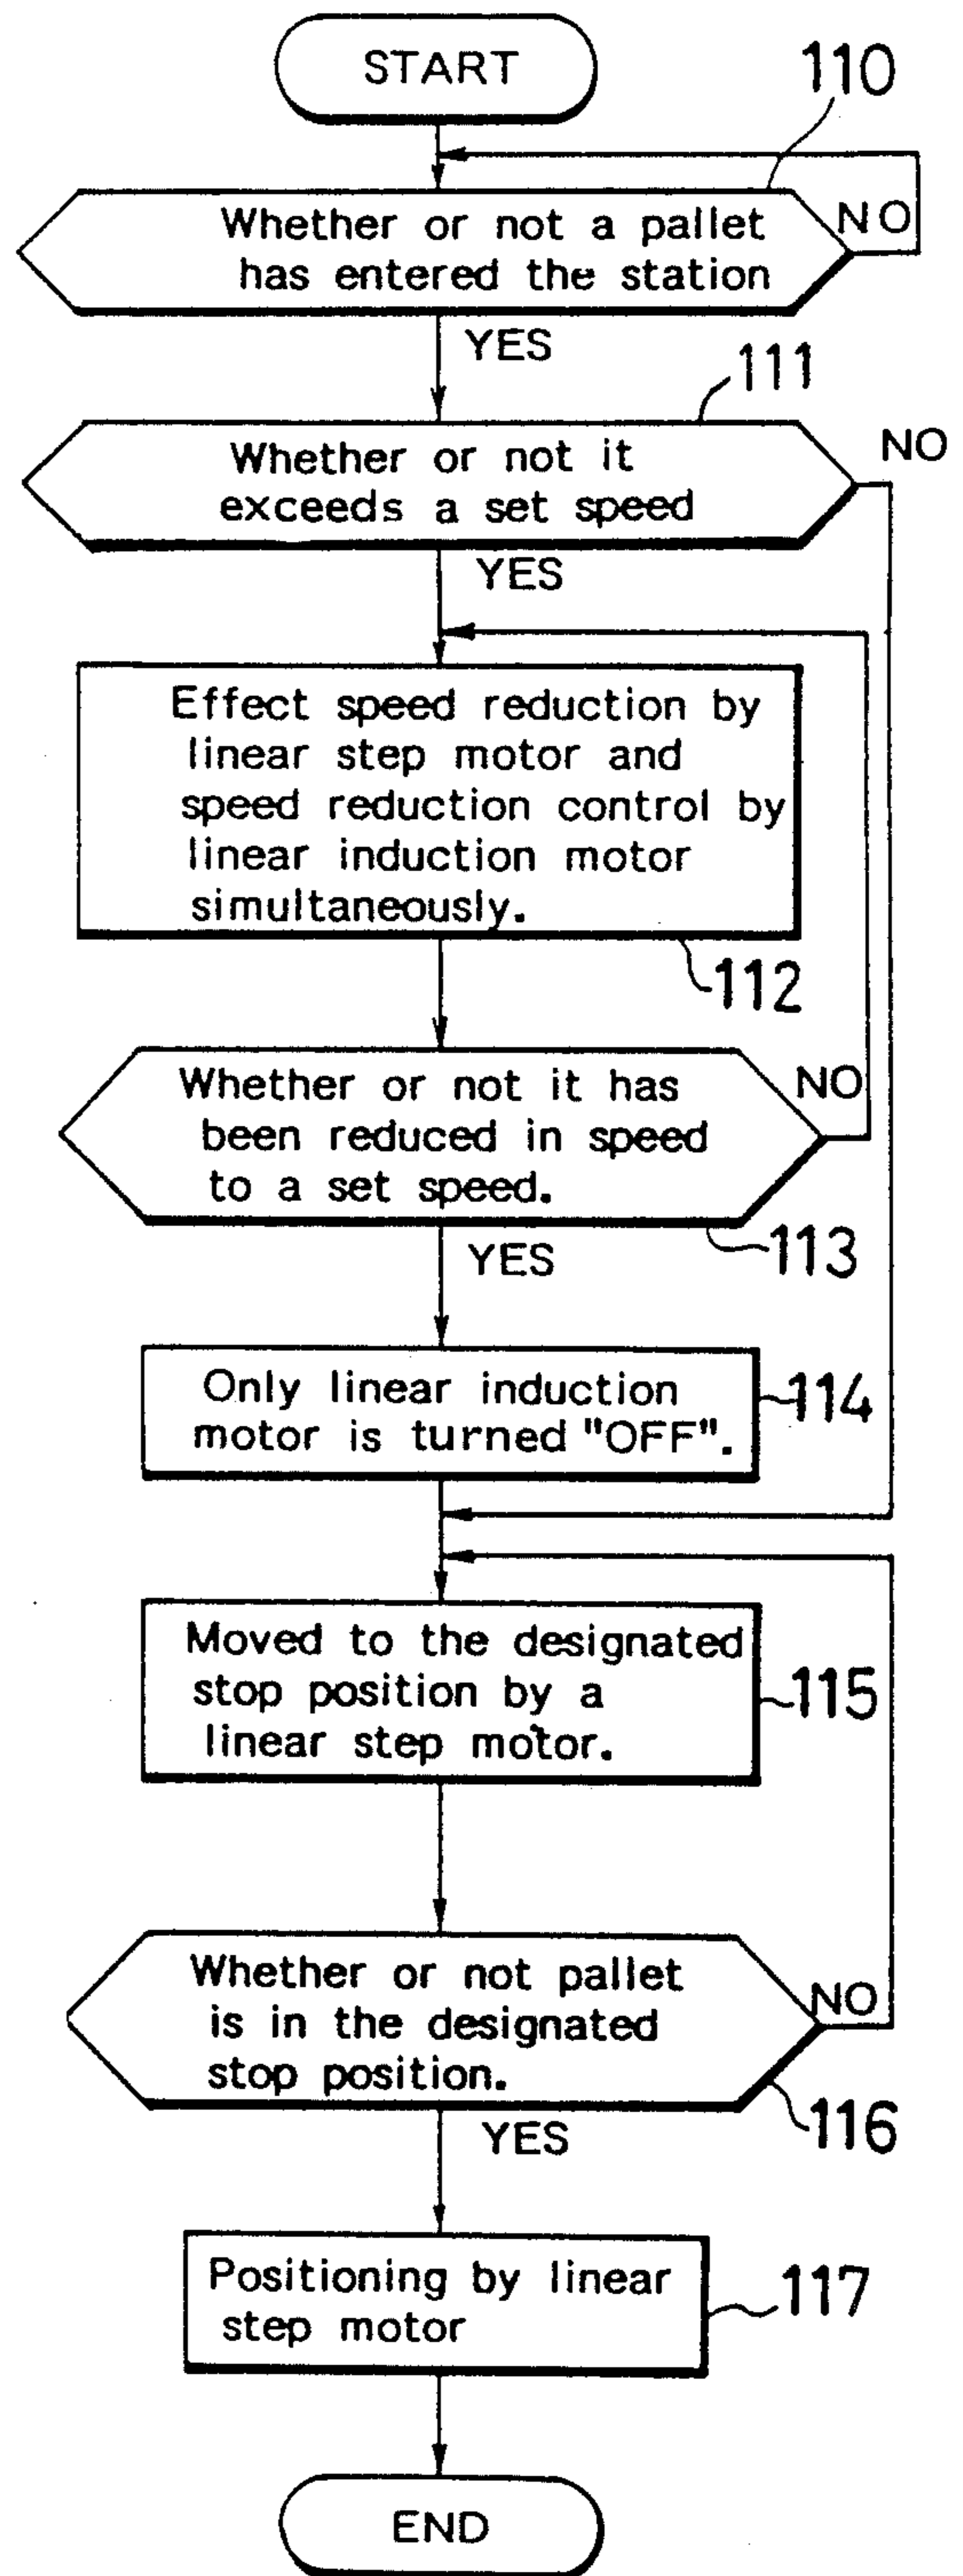 START
110
Whether or not a pallet
has entered the station
NO
YES
111
Whether or not it
exceeds a set speed
NO
YES
Effect speed reduction by
linear step motor and
speed reduction control by
linear induction motor
simultaneously.
112
Whether or not it has
been reduced in speed
to a set speed.
NO
113
YES
Only linear induction
motor is turned "OFF".
114
Moved to the designated
stop position by a
linear step motor.
115
Whether or not pallet
is in the designated
stop position.
NO
116
YES
Positioning by linear
step motor
117
END